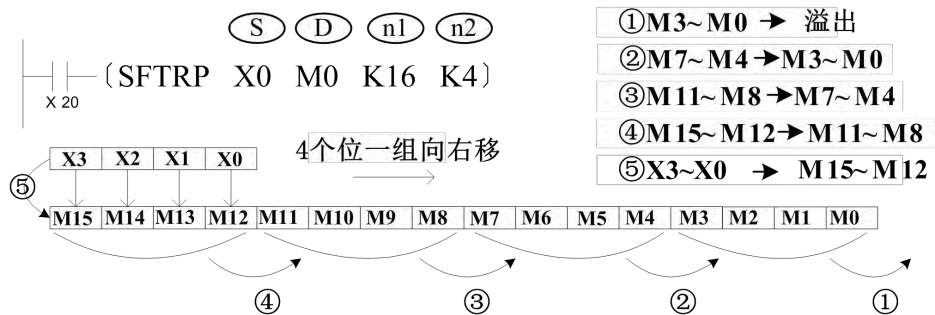 S D n1 n2
〔SFTRP X0 M0 K16 K4〕
X 20
①M3~M0 → 溢出
②M7~M4→M3~M0
③M11~M8→M7~M4
④M15~M12→M11~M8
⑤X3~X0 → M15~M12
X3 X2 X1 X0
4个位一组向右移
⑤
M15 M14 M13 M12 M11 M10 M9 M8 M7 M6 M5 M4 M3 M2 M1 M0
④ ③ ② ①